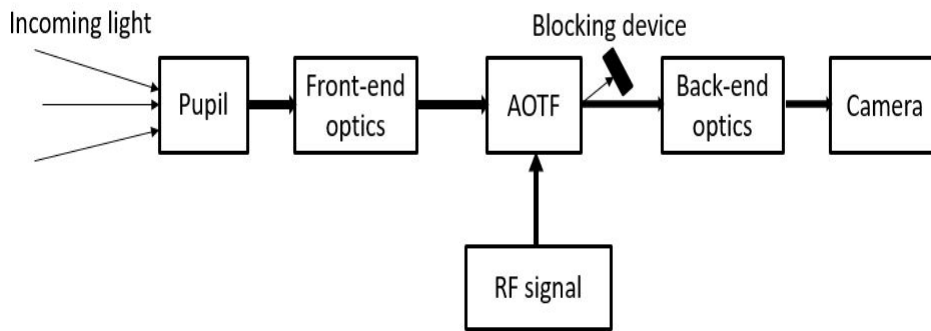 Incoming light
Blocking device
Pupil
Front-end
optics
AOTF
Back-end
optics
Camera
RF signal